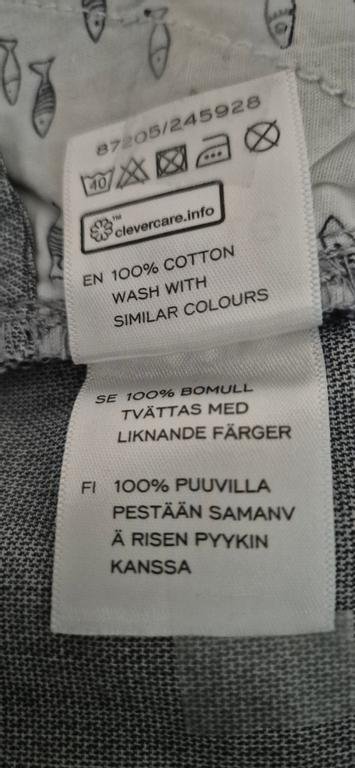 87205/245928
40
™
clevercare.info
EN 100% COTTON
WASH WITH
SIMILAR COLOURS
SE 100% BOMULL
TVÄTTAS MED
LIKNANDE FÄRGER
FI 100% PUUVILLA
PESTÄÄN SAMANV
Ä RISEN PYYKIN
KANSSA